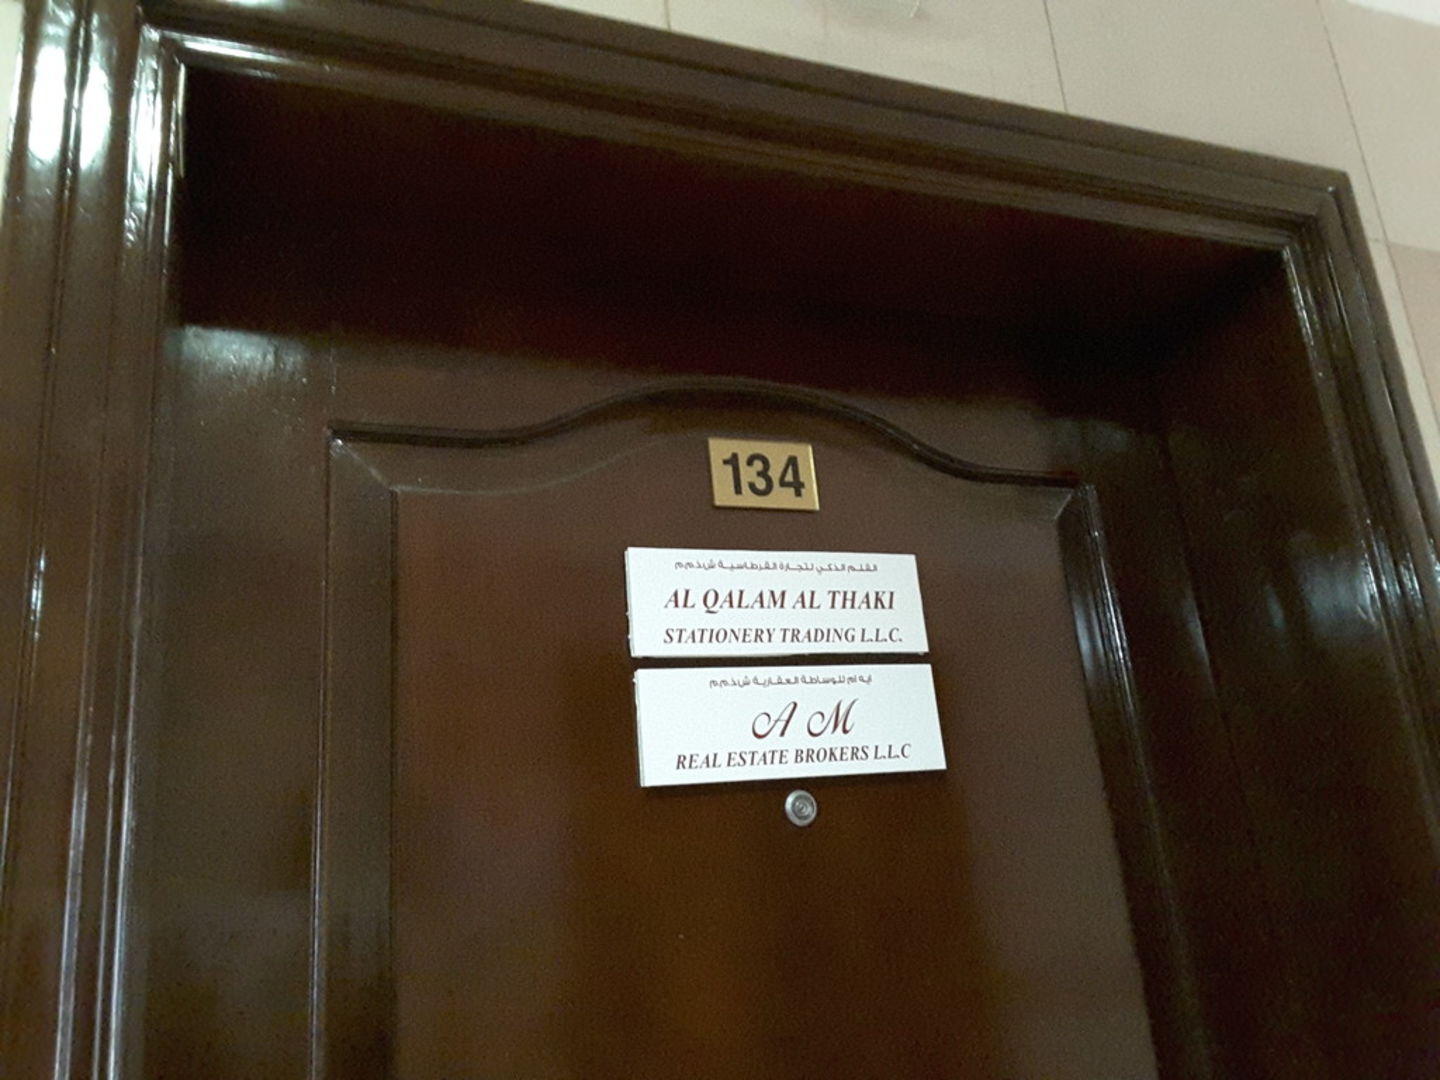 134
القلم الذكي لتجارة القرطاسية ش.ذ.م.م
AL QALAM AL THAKI
STATIONERY TRADING L.L.C.
ايه ام للوساطة العقارية ش.ذ.م.م
A M
REAL ESTATE BROKERS L.L.C